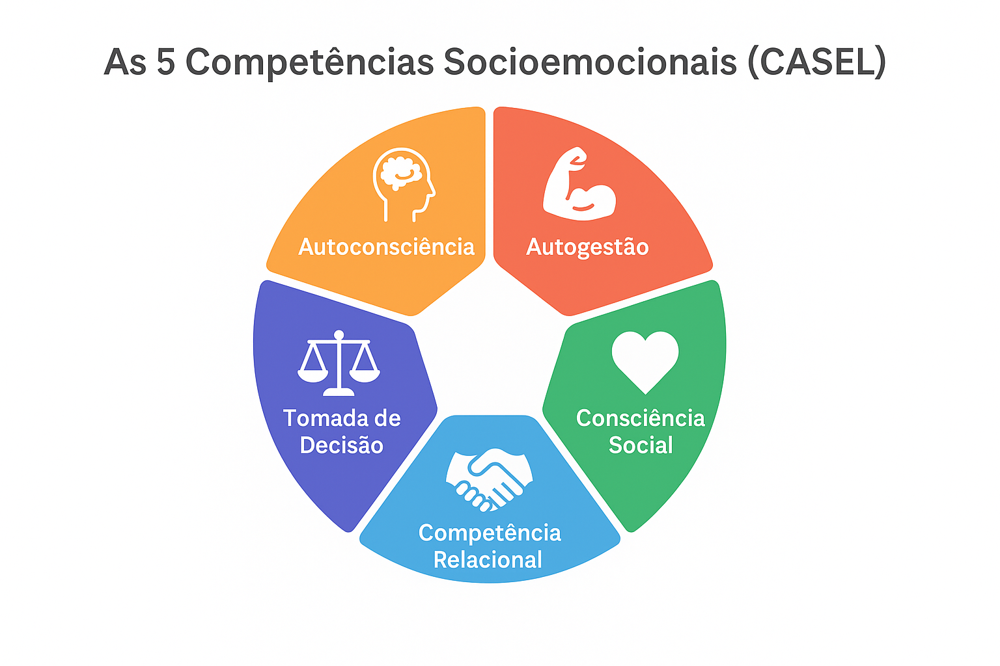 As 5 Competências Socioemocionais (CASEL)
Autoconsciência
Autogestão
Tomada de
Decisão
Consciência
Social
Competência
Relacional